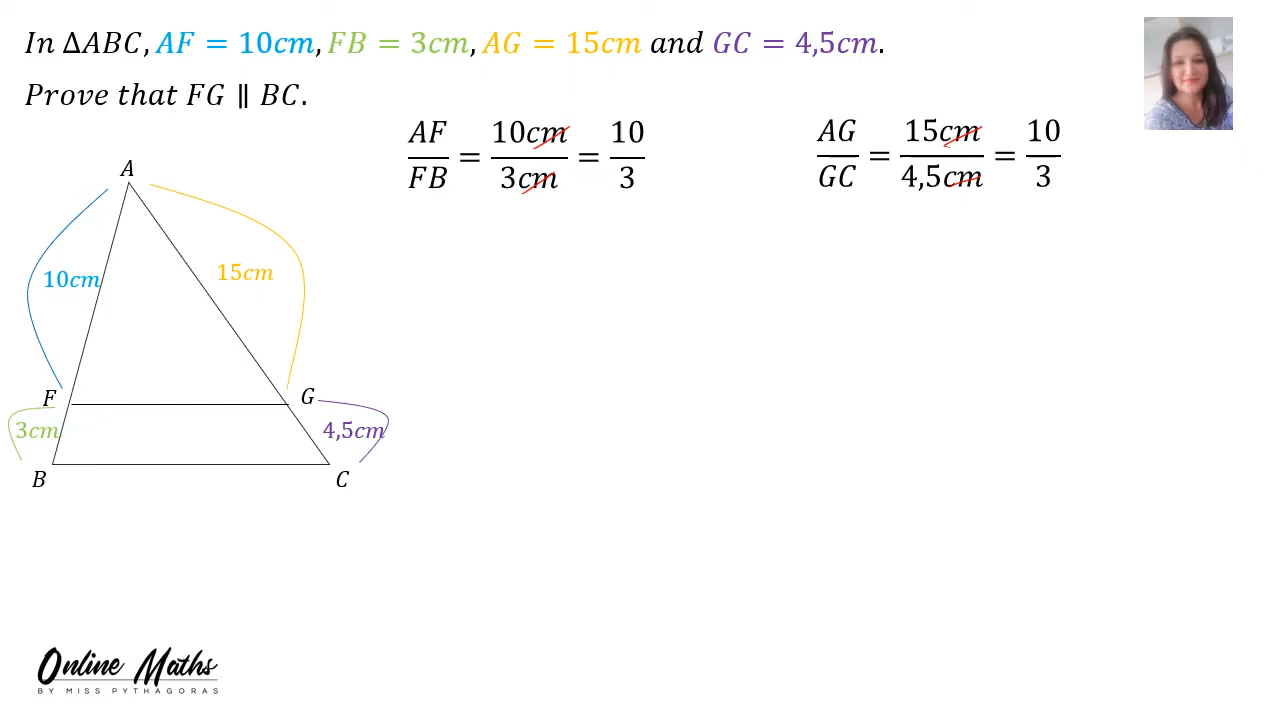 In ΔABC, AF = 10cm, FB = 3cm, AG = 15cm and GC = 4,5cm.
Prove that FG ∥ BC.
AF/FB = 10cm/3cm = 10/3
AG/GC = 15cm/4,5cm = 10/3
A
10cm
15cm
F
G
3cm
4,5cm
B
C
Online Maths
BY MISS PYTHAGORAS